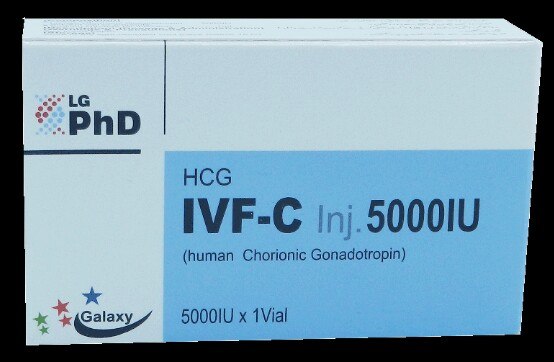 LG
PhD
HCG
IVF-C Inj. 5000IU
(human Chorionic Gonadotropin)
5000IU x 1Vial
Galaxy